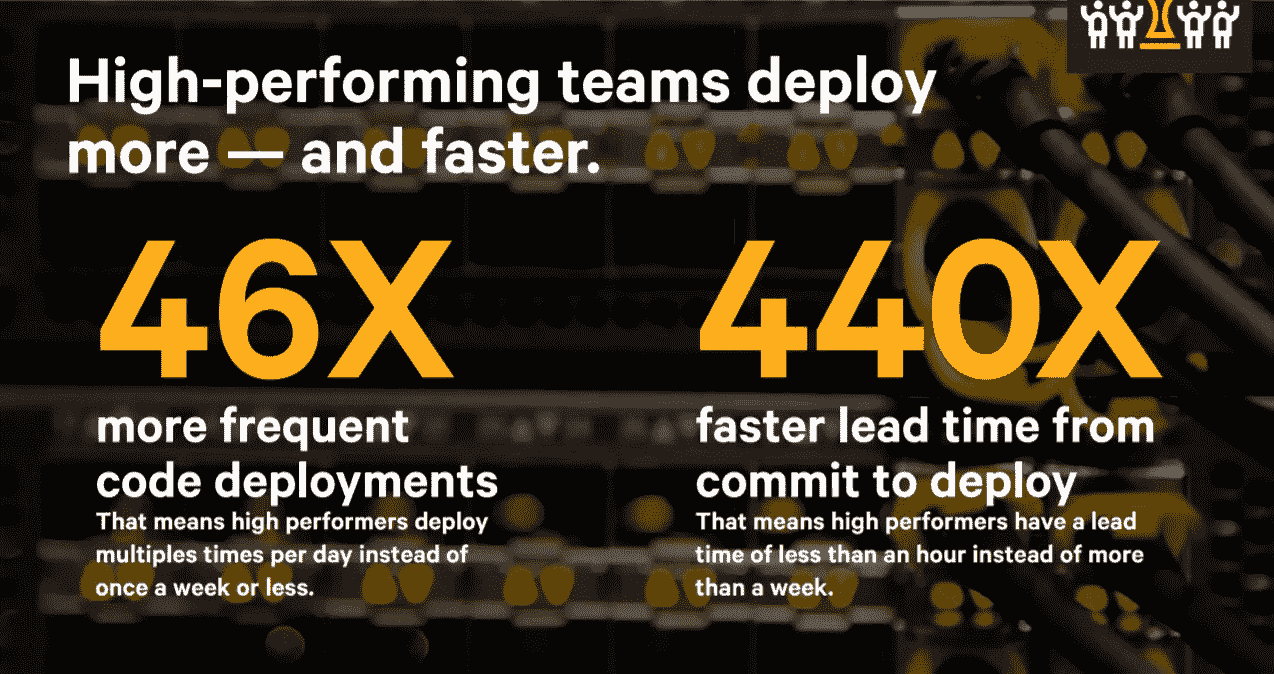 High-performing teams deploy
more — and faster.
46X
more frequent
code deployments
That means high performers deploy
multiples times per day instead of
once a week or less.
440X
faster lead time from
commit to deploy
That means high performers have a lead
time of less than an hour instead of more
than a week.